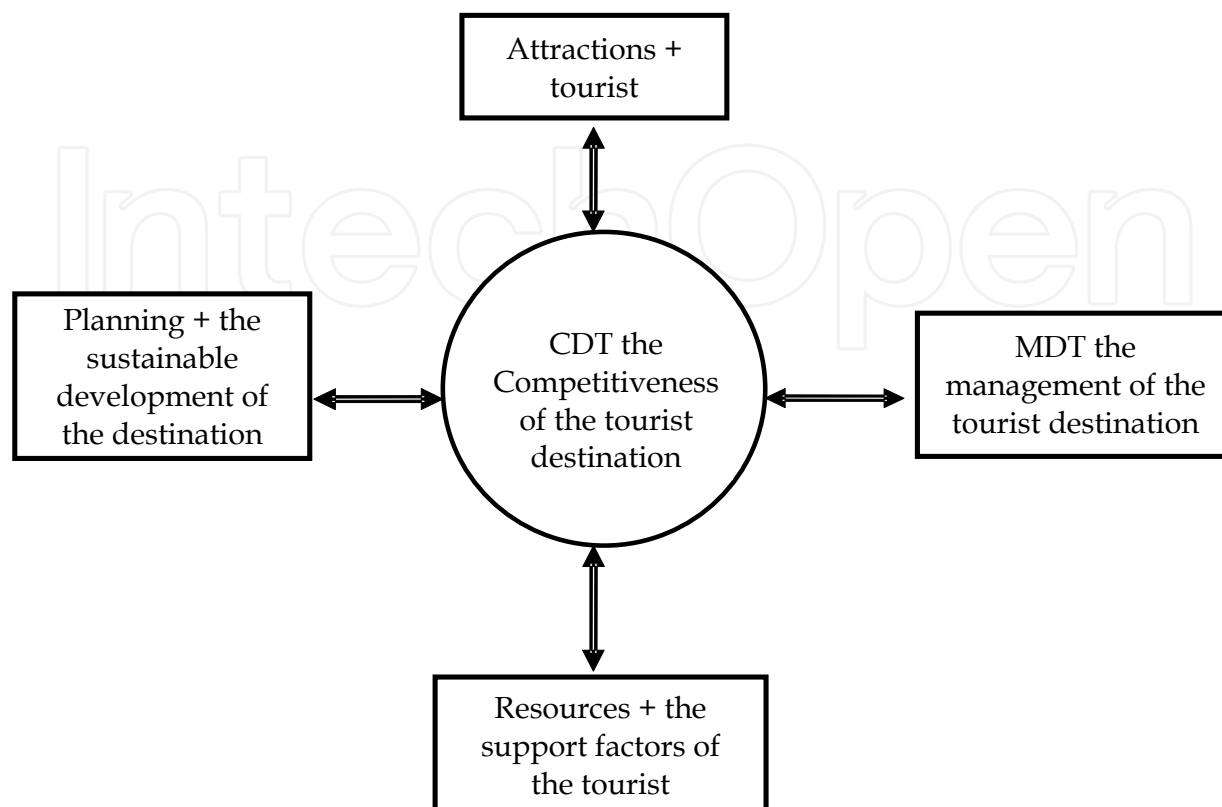 Attractions +
tourist
IntechOpen
Planning + the
sustainable
development of
the destination
CDT the
Competitiveness
of the tourist
destination
MDT the
management of the
tourist destination
Resources + the
support factors of
the tourist